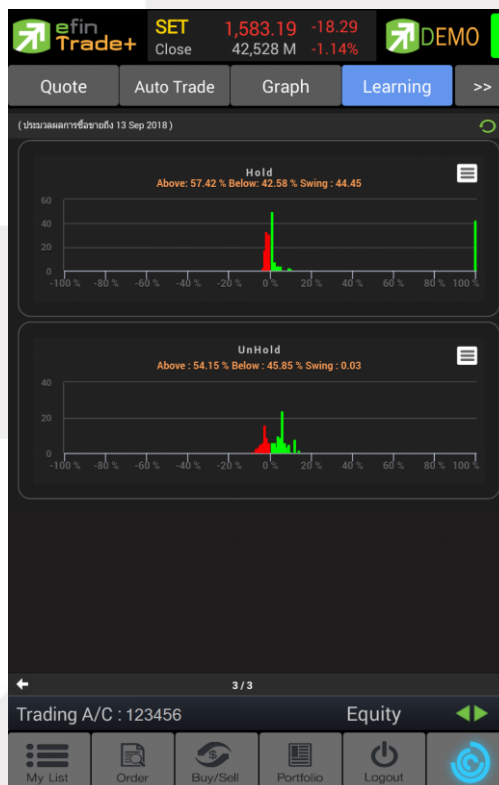 efin
Trade+
SET 1,583.19 -18.29
Close 42,528 M -1.14%
DEMO
Quote Auto Trade Graph Learning >>
( ประมวลผลการซื้อขายถึง 13 Sep 2018 )
Hold
Above: 57.42 % Below: 42.58 % Swing : 44.45
60
40
20
0
-100 % -80 % -60 % -40 % -20 % 0 % 20 % 40 % 60 % 80 % 100 %
UnHold
Above : 54.15 % Below : 45.85 % Swing : 0.03
40
20
0
-100 % -80 % -60 % -40 % -20 % 0 % 20 % 40 % 60 % 80 % 100 %
3 / 3
Trading A/C : 123456 Equity
My List Order Buy/Sell Portfolio Logout